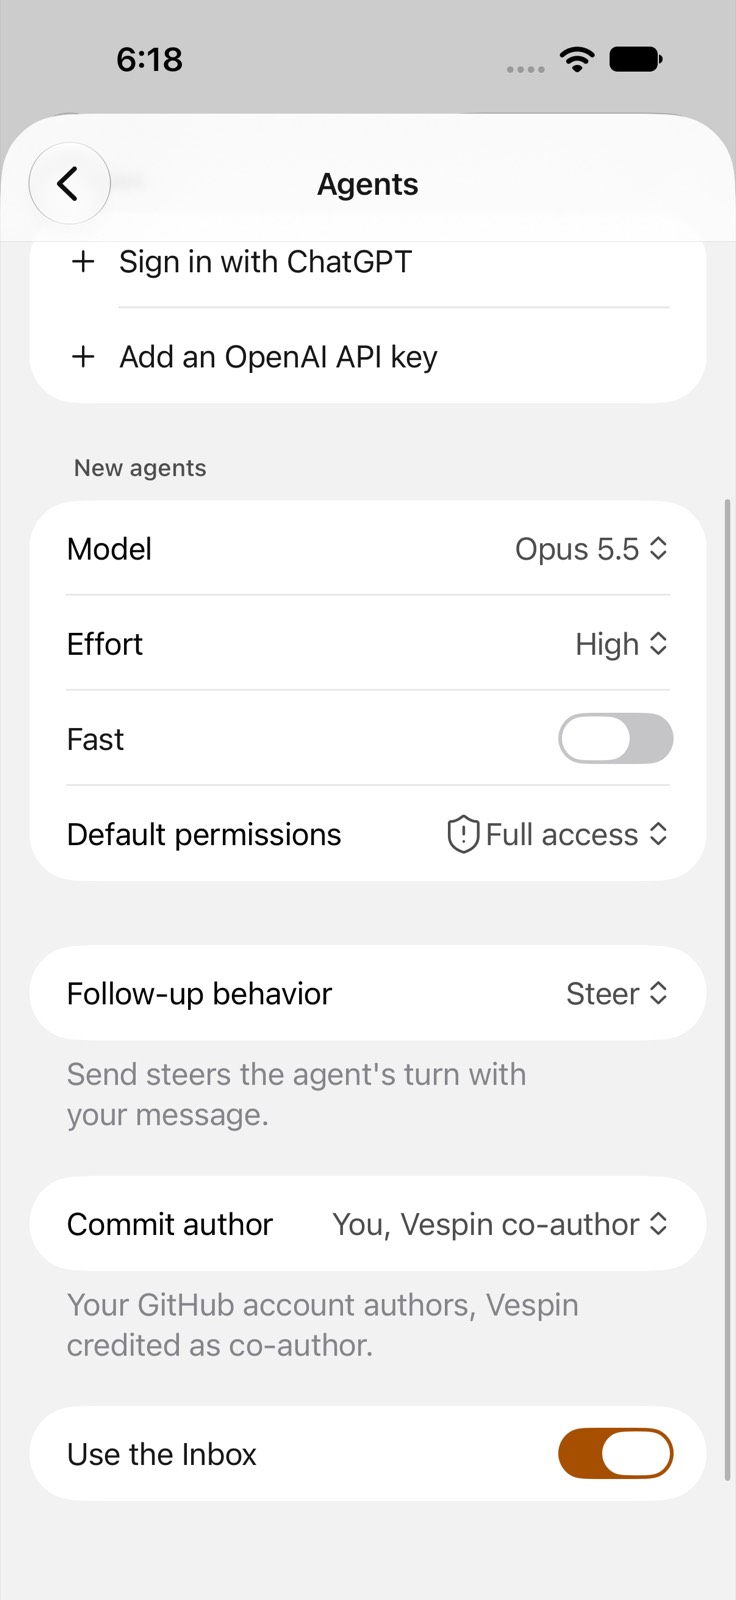 6:18
Agents
Sign in with ChatGPT
Add an OpenAI API key
New agents
Model Opus 5.5
Effort High
Fast
Default permissions Full access
Follow-up behavior Steer
Send steers the agent's turn with
your message.
Commit author You, Vespin co-author
Your GitHub account authors, Vespin
credited as co-author.
Use the Inbox